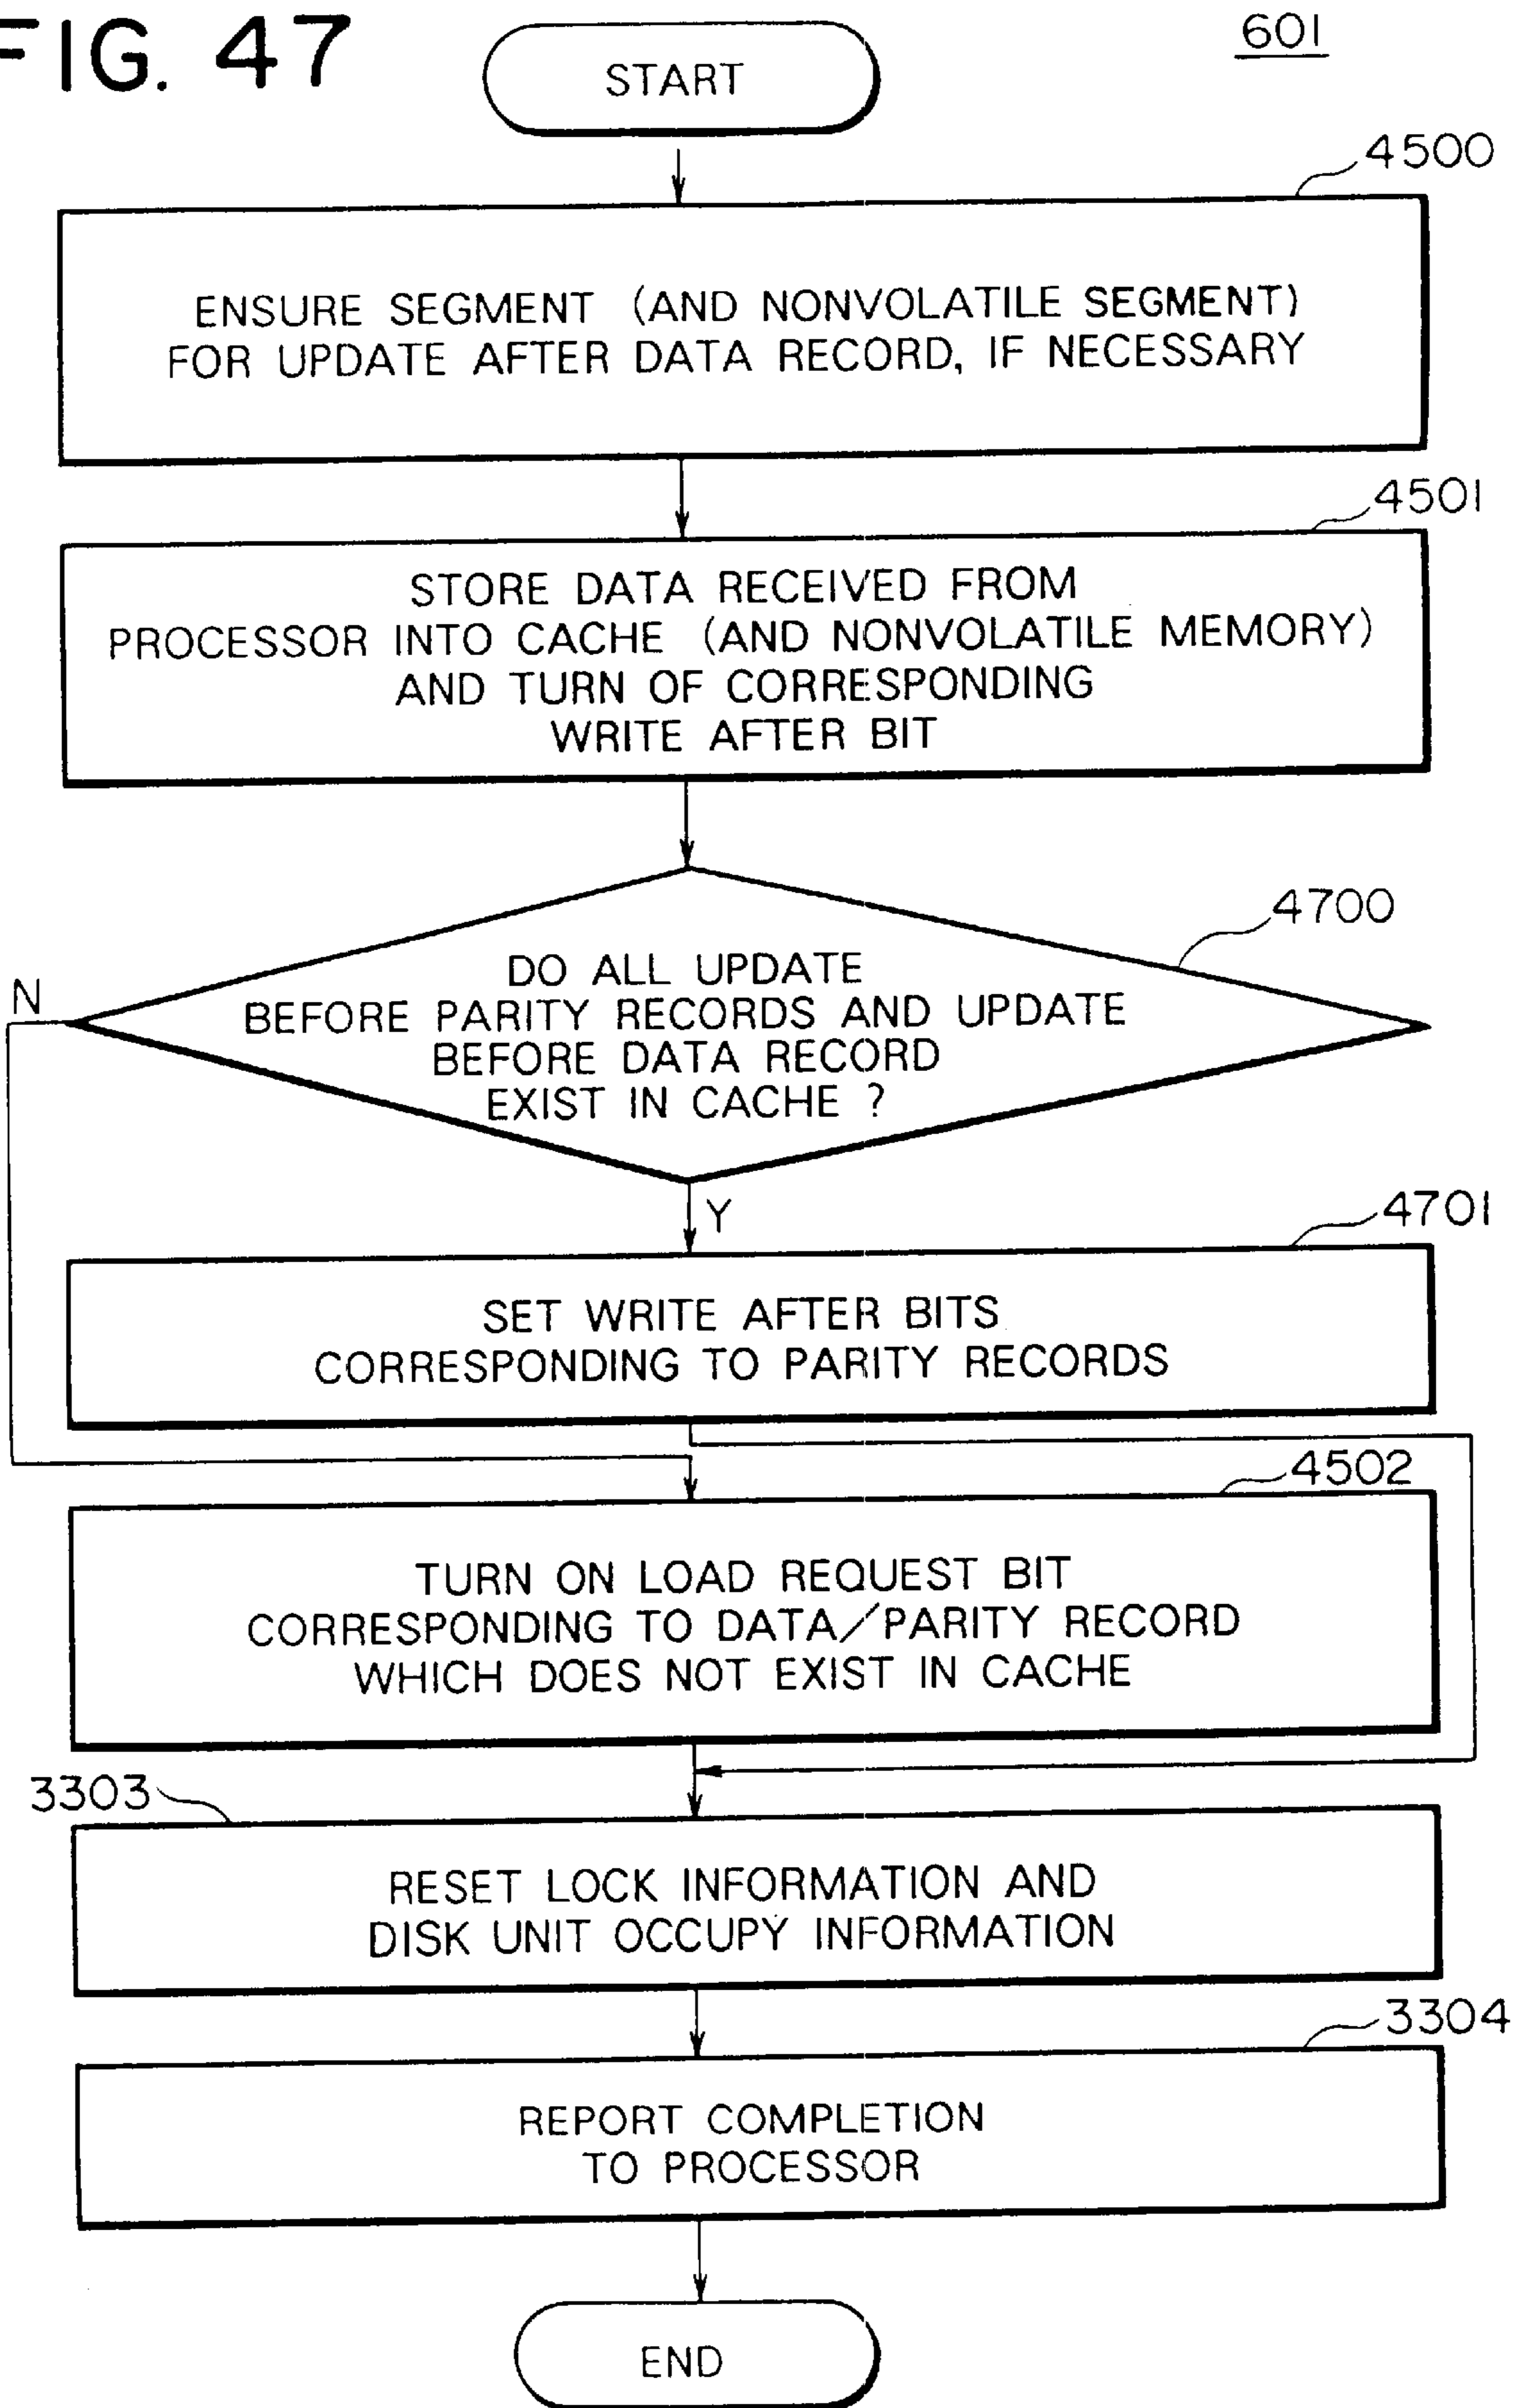 FIG. 47
601
START
4500
ENSURE SEGMENT (AND NONVOLATILE SEGMENT)
FOR UPDATE AFTER DATA RECORD, IF NECESSARY
4501
STORE DATA RECEIVED FROM
PROCESSOR INTO CACHE (AND NONVOLATILE MEMORY)
AND TURN OF CORRESPONDING
WRITE AFTER BIT
4700
DO ALL UPDATE
BEFORE PARITY RECORDS AND UPDATE
BEFORE DATA RECORD
EXIST IN CACHE ?
N
Y
4701
SET WRITE AFTER BITS
CORRESPONDING TO PARITY RECORDS
4502
TURN ON LOAD REQUEST BIT
CORRESPONDING TO DATA/PARITY RECORD
WHICH DOES NOT EXIST IN CACHE
3303
RESET LOCK INFORMATION AND
DISK UNIT OCCUPY INFORMATION
3304
REPORT COMPLETION
TO PROCESSOR
END